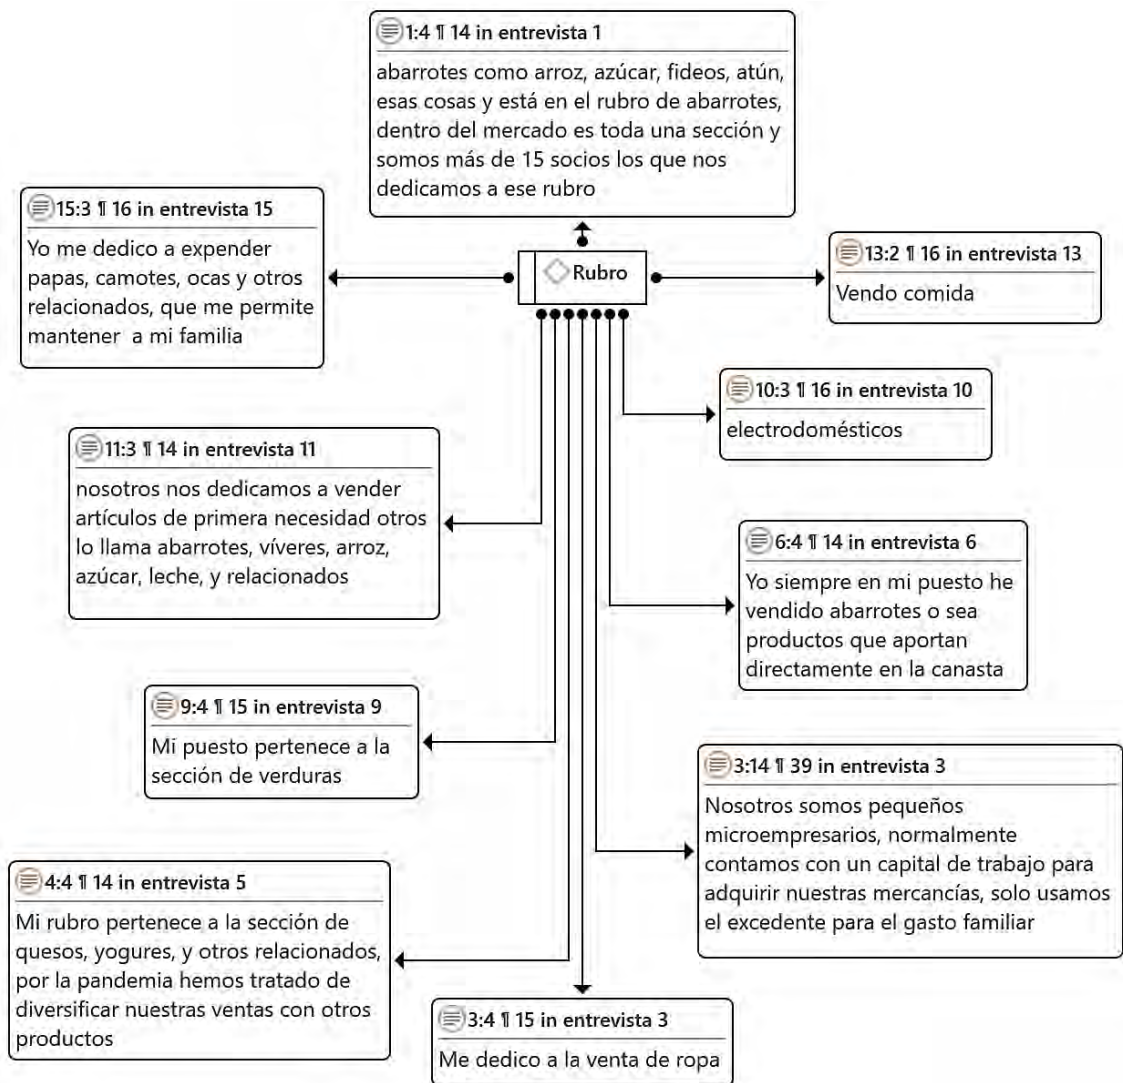 1:4 ¶ 14 in entrevista 1
abarrotes como arroz, azúcar, fideos, atún,
esas cosas y está en el rubro de abarrotes,
dentro del mercado es toda una sección y
somos más de 15 socios los que nos
dedicamos a ese rubro
15:3 ¶ 16 in entrevista 15
Yo me dedico a expender
papas, camotes, ocas y otros
relacionados, que me permite
mantener a mi familia
Rubro
13:2 ¶ 16 in entrevista 13
Vendo comida
10:3 ¶ 16 in entrevista 10
electrodomésticos
11:3 ¶ 14 in entrevista 11
nosotros nos dedicamos a vender
artículos de primera necesidad otros
lo llama abarrotes, víveres, arroz,
azúcar, leche, y relacionados
6:4 ¶ 14 in entrevista 6
Yo siempre en mi puesto he
vendido abarrotes o sea
productos que aportan
directamente en la canasta
9:4 ¶ 15 in entrevista 9
Mi puesto pertenece a la
sección de verduras
3:14 ¶ 39 in entrevista 3
Nosotros somos pequeños
microempresarios, normalmente
contamos con un capital de trabajo para
adquirir nuestras mercancías, solo usamos
el excedente para el gasto familiar
4:4 ¶ 14 in entrevista 5
Mi rubro pertenece a la sección de
quesos, yogures, y otros relacionados,
por la pandemia hemos tratado de
diversificar nuestras ventas con otros
productos
3:4 ¶ 15 in entrevista 3
Me dedico a la venta de ropa